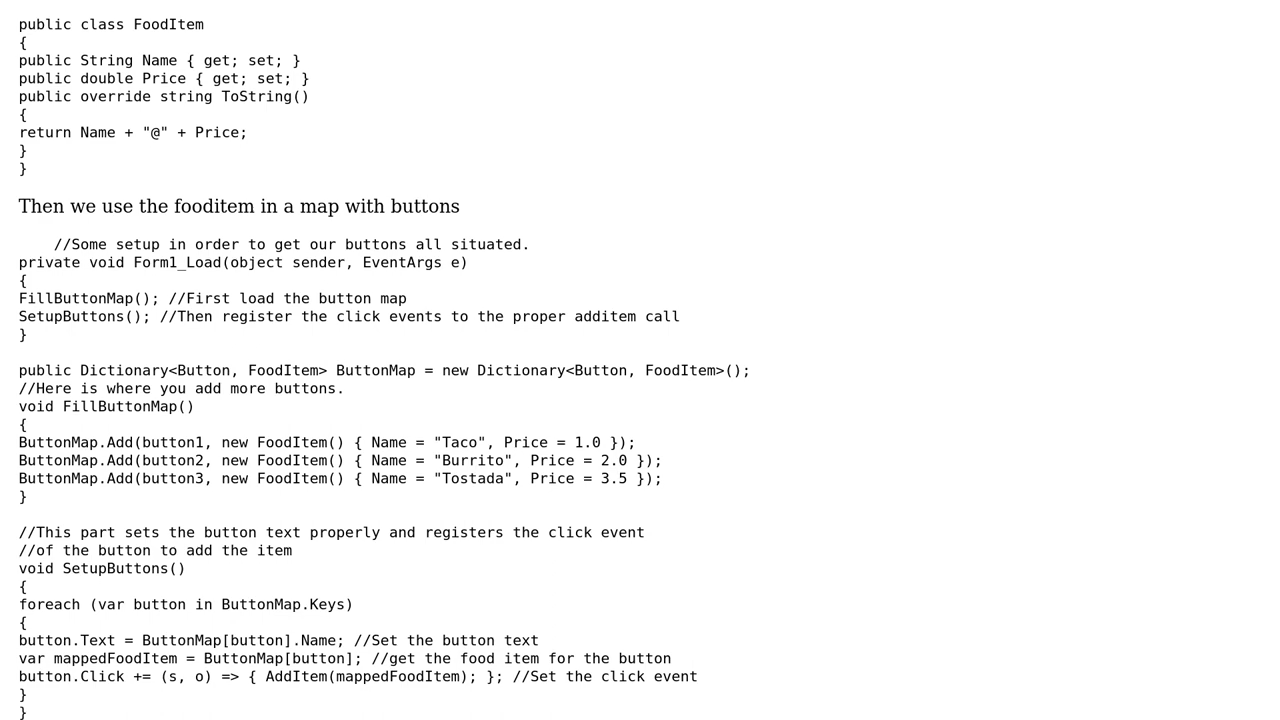 public class FoodItem
{
public String Name { get; set; }
public double Price { get; set; }
public override string ToString()
{
return Name + "@" + Price;
}
}
Then we use the fooditem in a map with buttons
//Some setup in order to get our buttons all situated.
private void Form1_Load(object sender, EventArgs e)
{
FillButtonMap(); //First load the button map
SetupButtons(); //Then register the click events to the proper additem call
}
public Dictionary<Button, FoodItem> ButtonMap = new Dictionary<Button, FoodItem>();
//Here is where you add more buttons.
void FillButtonMap()
{
ButtonMap.Add(button1, new FoodItem() { Name = "Taco", Price = 1.0 });
ButtonMap.Add(button2, new FoodItem() { Name = "Burrito", Price = 2.0 });
ButtonMap.Add(button3, new FoodItem() { Name = "Tostada", Price = 3.5 });
}
//This part sets the button text properly and registers the click event
//of the button to add the item
void SetupButtons()
{
foreach (var button in ButtonMap.Keys)
{
button.Text = ButtonMap[button].Name; //Set the button text
var mappedFoodItem = ButtonMap[button]; //get the food item for the button
button.Click += (s, o) => { AddItem(mappedFoodItem); }; //Set the click event
}
}